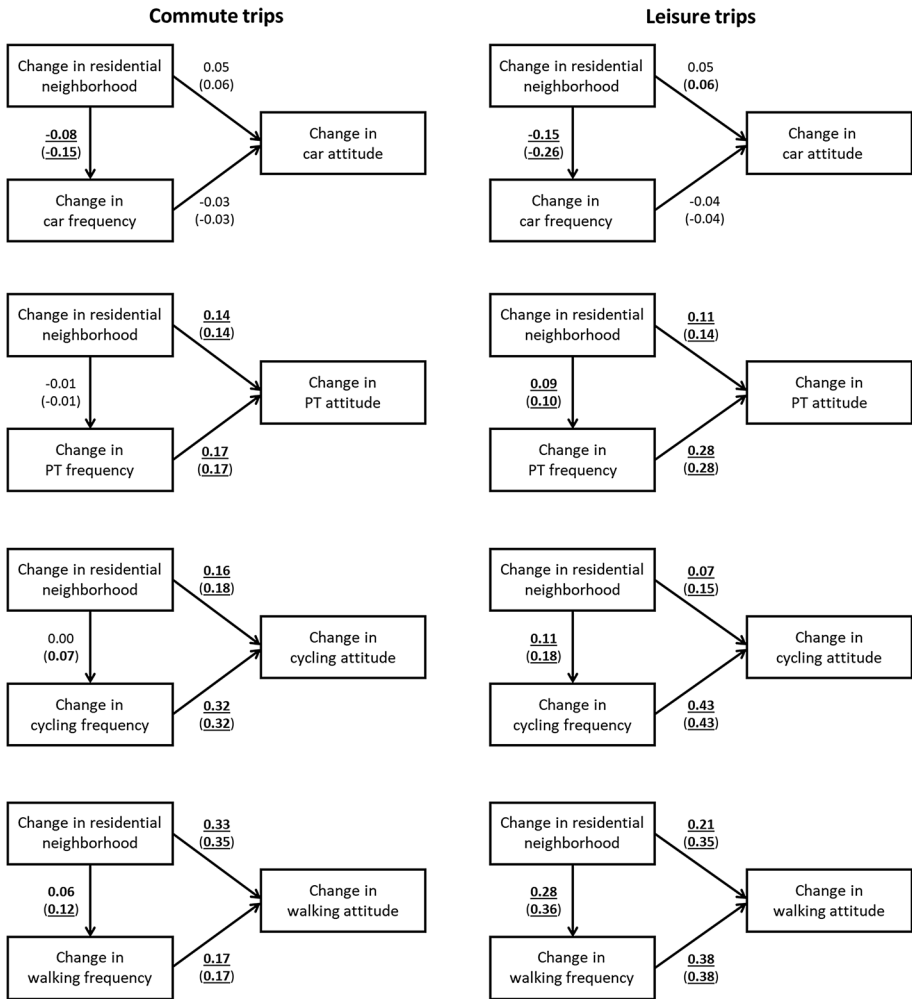 Commute trips
Change in residential
neighborhood
0.05
(0.06)
-0.08
(-0.15)
Change in
car attitude
Change in
car frequency
-0.03
(-0.03)
Change in residential
neighborhood
0.14
(0.14)
-0.01
(-0.01)
Change in
PT attitude
Change in
PT frequency
0.17
(0.17)
Change in residential
neighborhood
0.16
(0.18)
0.00
(0.07)
Change in
cycling attitude
Change in
cycling frequency
0.32
(0.32)
Change in residential
neighborhood
0.33
(0.35)
0.06
(0.12)
Change in
walking attitude
Change in
walking frequency
0.17
(0.17)
Leisure trips
Change in residential
neighborhood
0.05
(0.06)
-0.15
(-0.26)
Change in
car attitude
Change in
car frequency
-0.04
(-0.04)
Change in residential
neighborhood
0.11
(0.14)
0.09
(0.10)
Change in
PT attitude
Change in
PT frequency
0.28
(0.28)
Change in residential
neighborhood
0.07
(0.15)
0.11
(0.18)
Change in
cycling attitude
Change in
cycling frequency
0.43
(0.43)
Change in residential
neighborhood
0.21
(0.35)
0.28
(0.36)
Change in
walking attitude
Change in
walking frequency
0.38
(0.38)